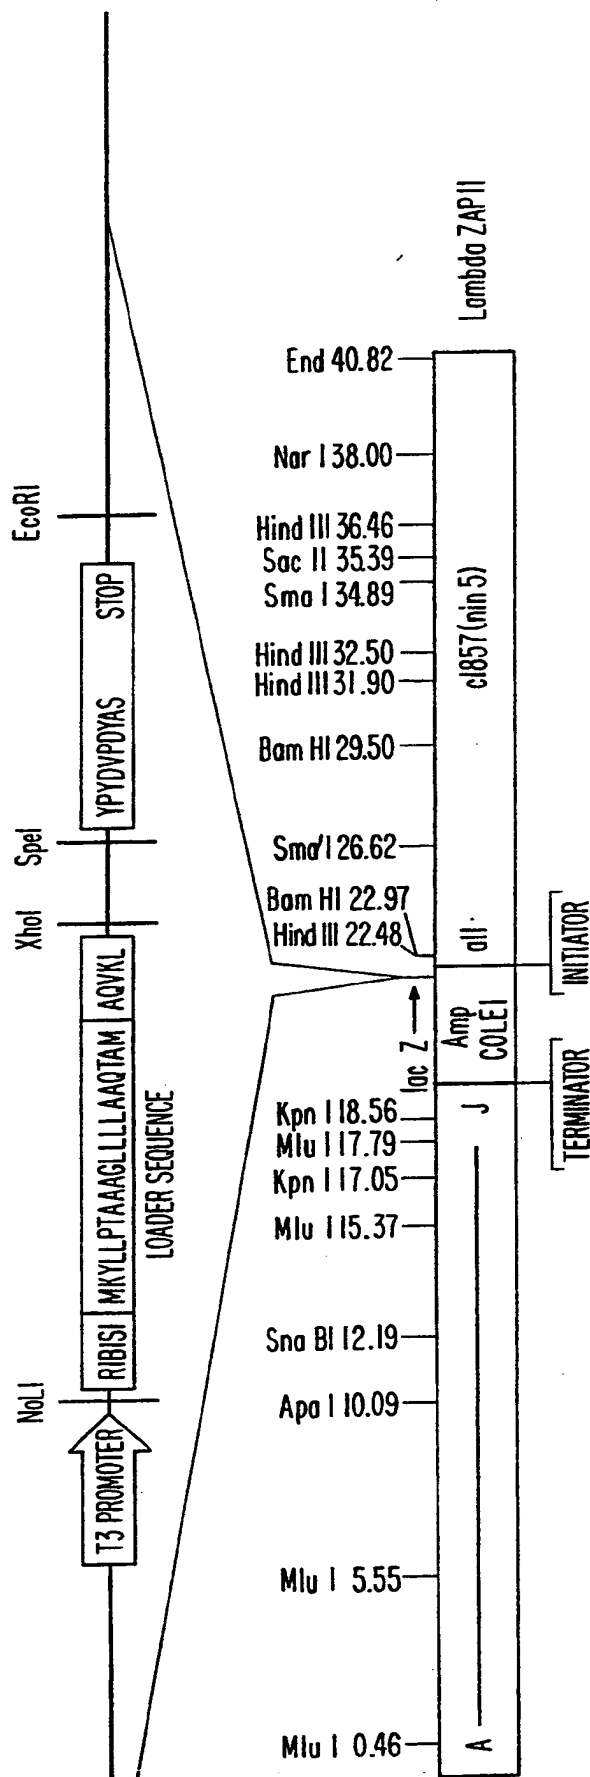 NoLI
XhoI
SpeI
EcoRI
T3 PROMOTER
RIBISI
MKYLLPTAAAGLLLLAAQTAM
AQVKL
YPYDVPDYAS
STOP
LOADER SEQUENCE
End 40.82
Nar I 38.00
Hind III 36.46
Sac II 35.39
Sma I 34.89
Hind III 32.50
Hind III 31.90
Bam HI 29.50
Sma I 26.62
Bam HI 22.97
Hind III 22.48
lac Z
Kpn I 18.56
Mlu I 17.79
Kpn I 17.05
Mlu I 15.37
Sna BI 12.19
Apa I 10.09
Mlu I 5.55
Mlu I 0.46
A
J
Amp
COLEI
all
cI857(nin 5)
TERMINATOR
INITIATOR
Lambda ZAP II